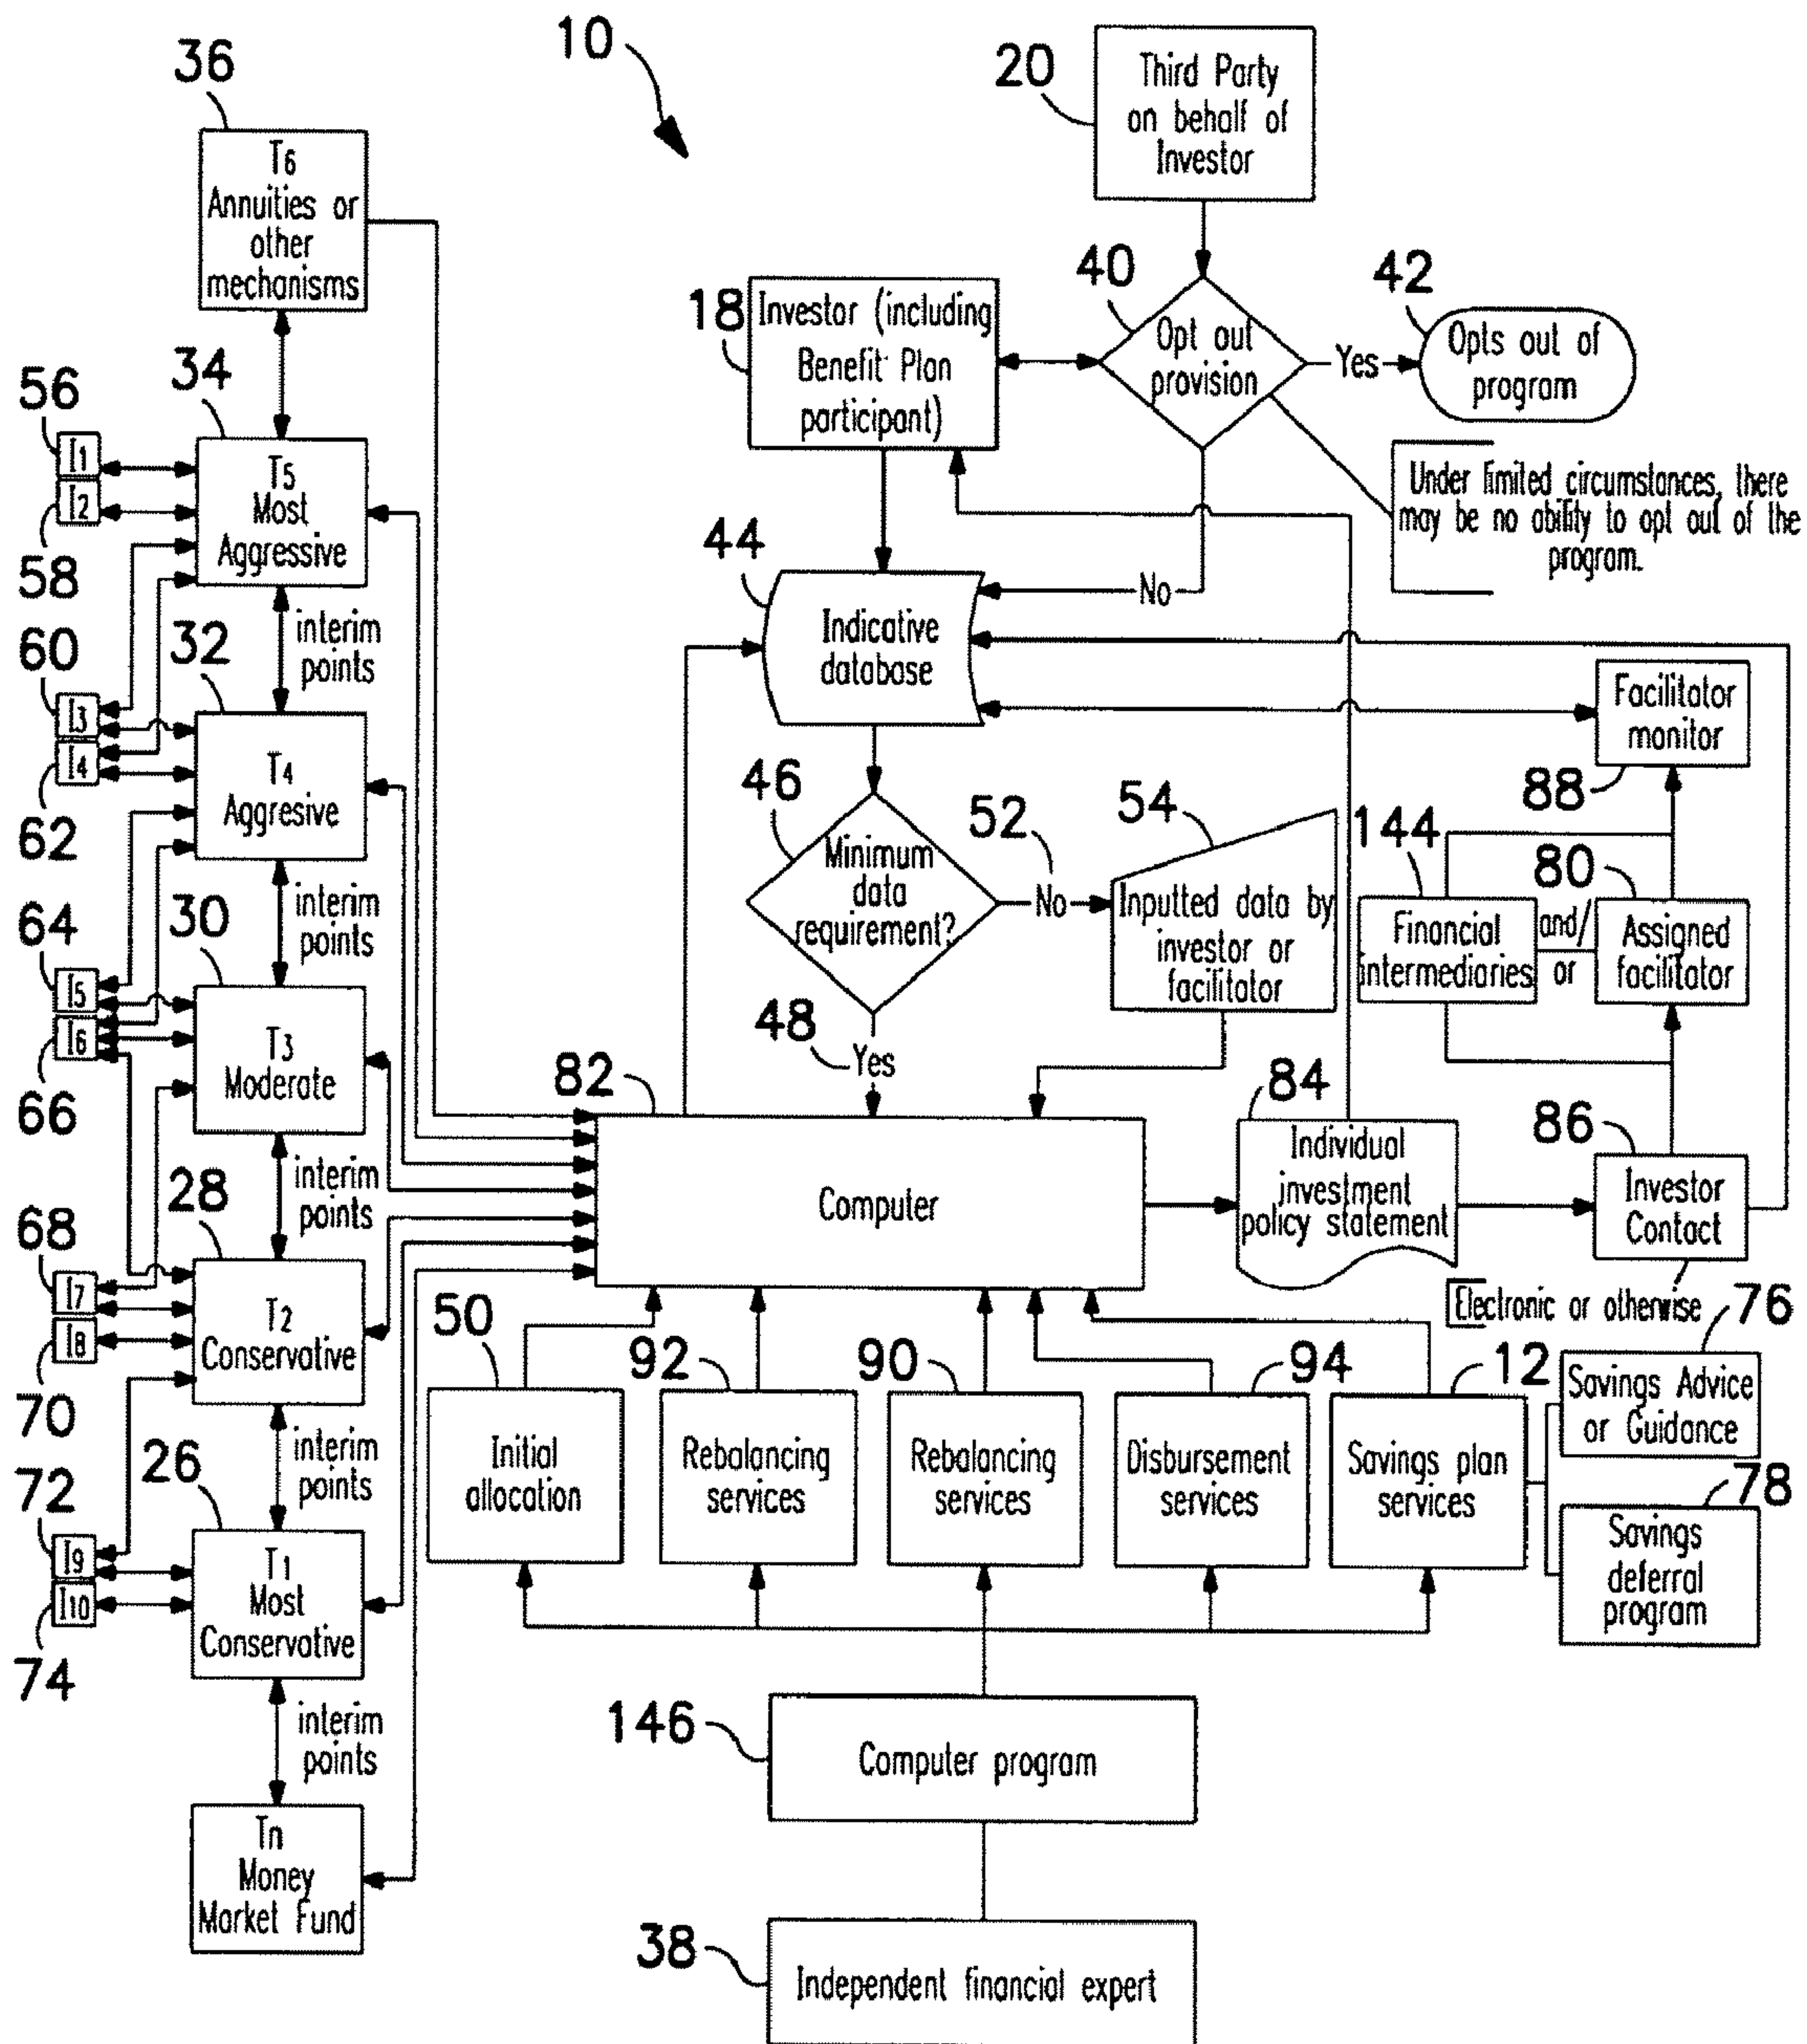 10
20
Third Party
on behalf of
Investor
36
T6
Annuities or
other
mechanisms
40
Opt out
provision
Yes
42
Opts out of
program
18
Investor (including
Benefit Plan
participant)
Under limited circumstances, there
may be no ability to opt out of the
program.
No
34
T5
Most
Aggressive
56
I1
I2
58
interim
points
44
Indicative
database
60
I3
I4
62
32
T4
Aggresive
interim
points
46
Minimum
data
requirement?
52
No
54
Inputted data by
investor or
facilitator
48
Yes
Facilitator
monitor
88
144
Financial
intermediaries
and/
or
80
Assigned
facilitator
64
I5
I6
66
30
T3
Moderate
interim
points
82
Computer
84
Individual
investment
policy statement
86
Investor
Contact
Electronic or otherwise
68
I7
I8
70
28
T2
Conservative
interim
points
50
Initial
allocation
92
Rebalancing
services
90
Rebalancing
services
94
Disbursement
services
12
Savings plan
services
76
Savings Advice
or Guidance
78
Savings
deferral
program
72
I9
I10
74
26
T1
Most
Conservative
interim
points
Tn
Money
Market Fund
146
Computer program
38
Independent financial expert